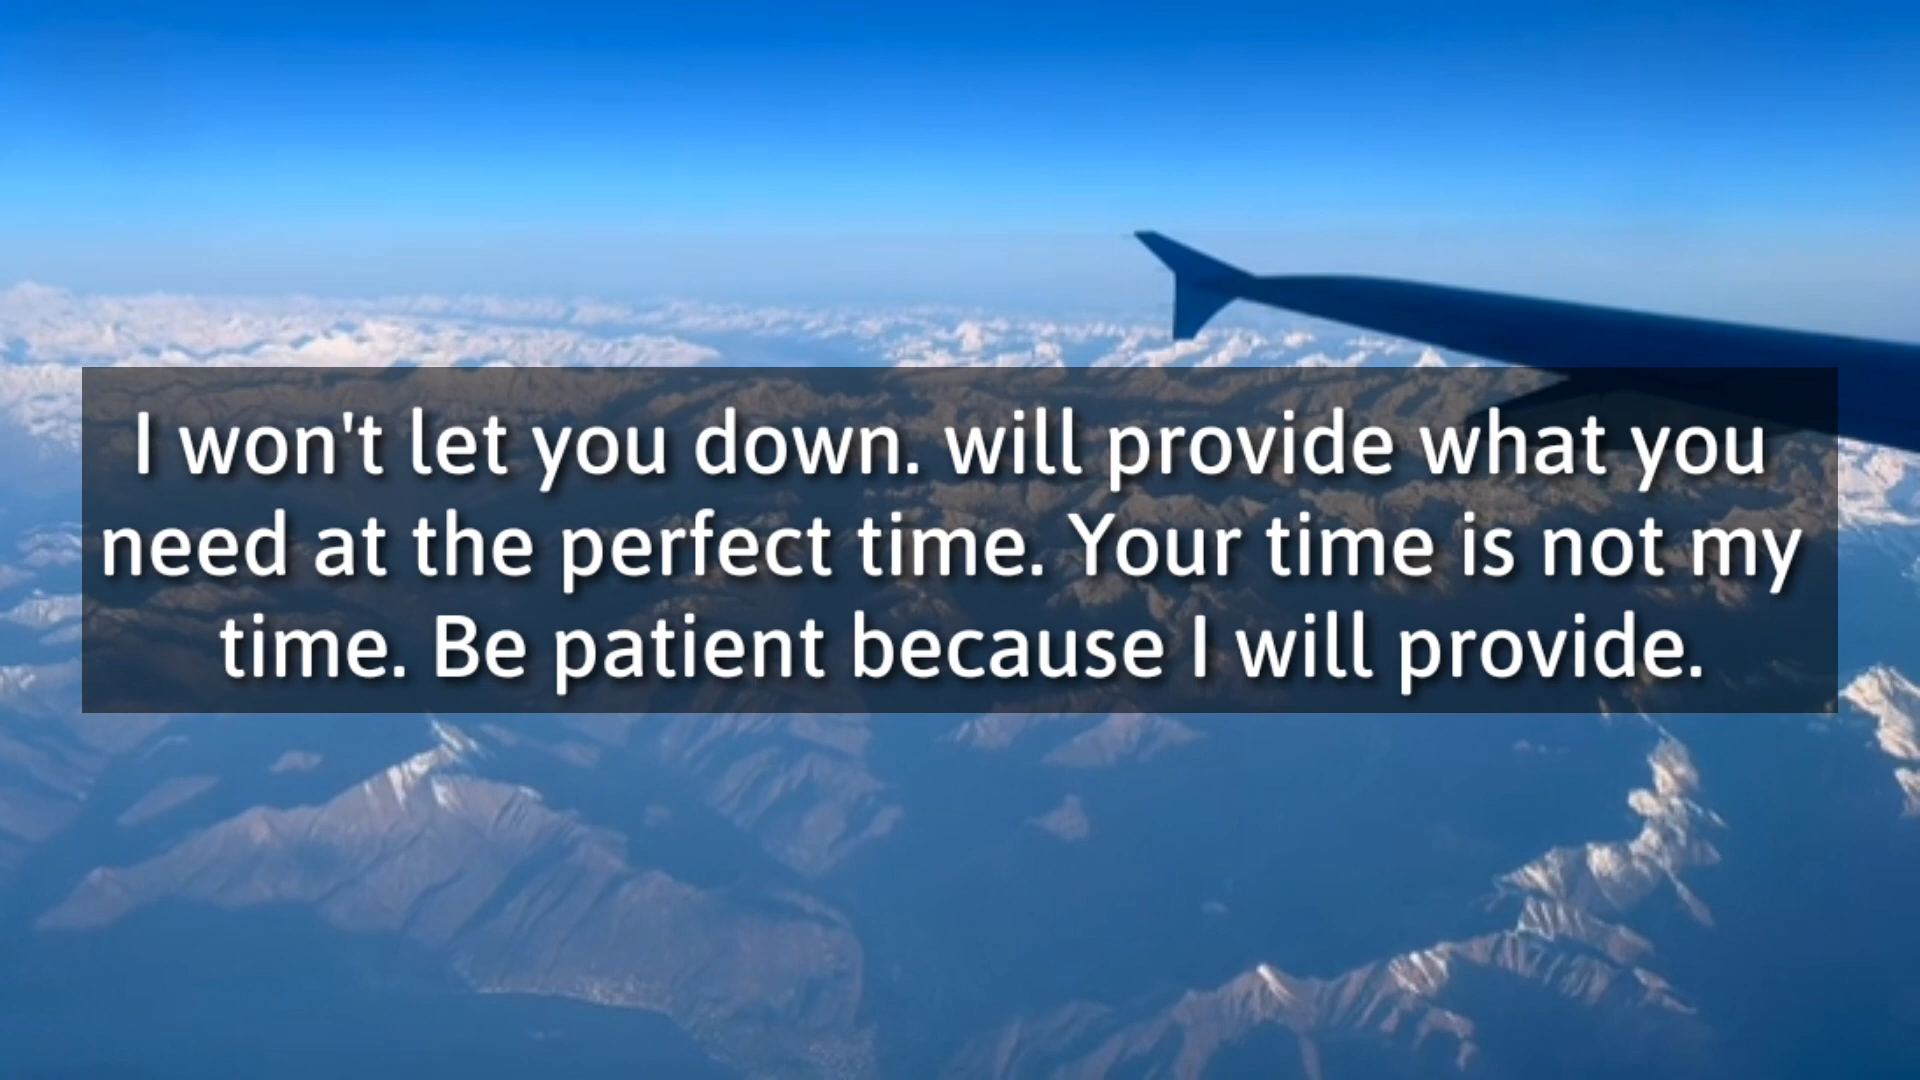 I won't let you down. will provide what you
need at the perfect time. Your time is not my
time. Be patient because I will provide.